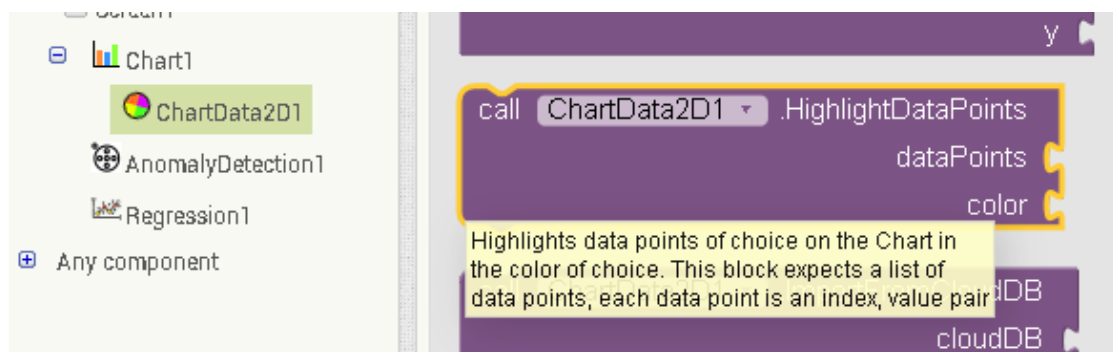 Chart1
ChartData2D1
AnomalyDetection1
Regression1
Any component
y
call ChartData2D1 .HighlightDataPoints
dataPoints
color
Highlights data points of choice on the Chart in
the color of choice. This block expects a list of
data points, each data point is an index, value pair
cloudDB